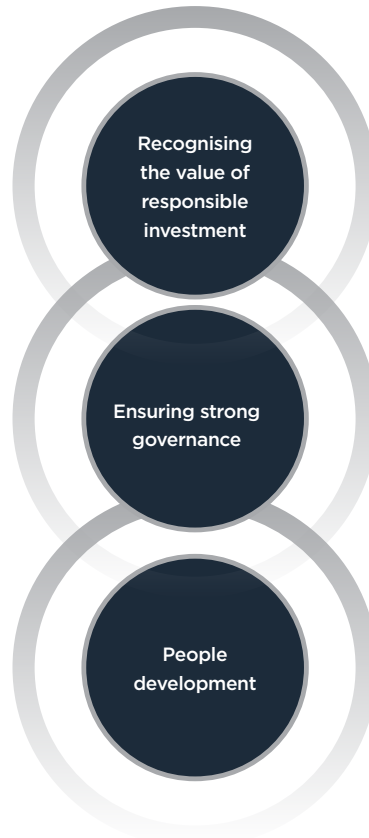 Recognising
the value of
responsible
investment
Ensuring strong
governance
People
development